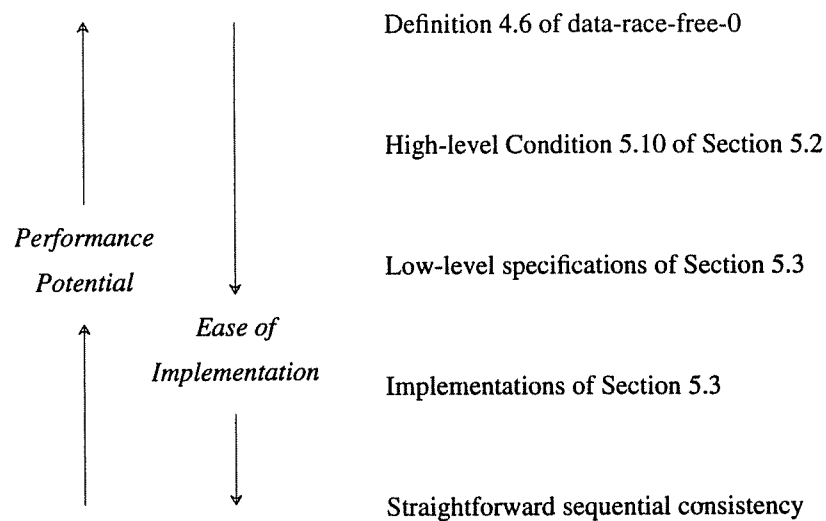 Definition 4.6 of data-race-free-0
High-level Condition 5.10 of Section 5.2
Performance
Potential
Low-level specifications of Section 5.3
Ease of
Implementation
Implementations of Section 5.3
Straightforward sequential consistency